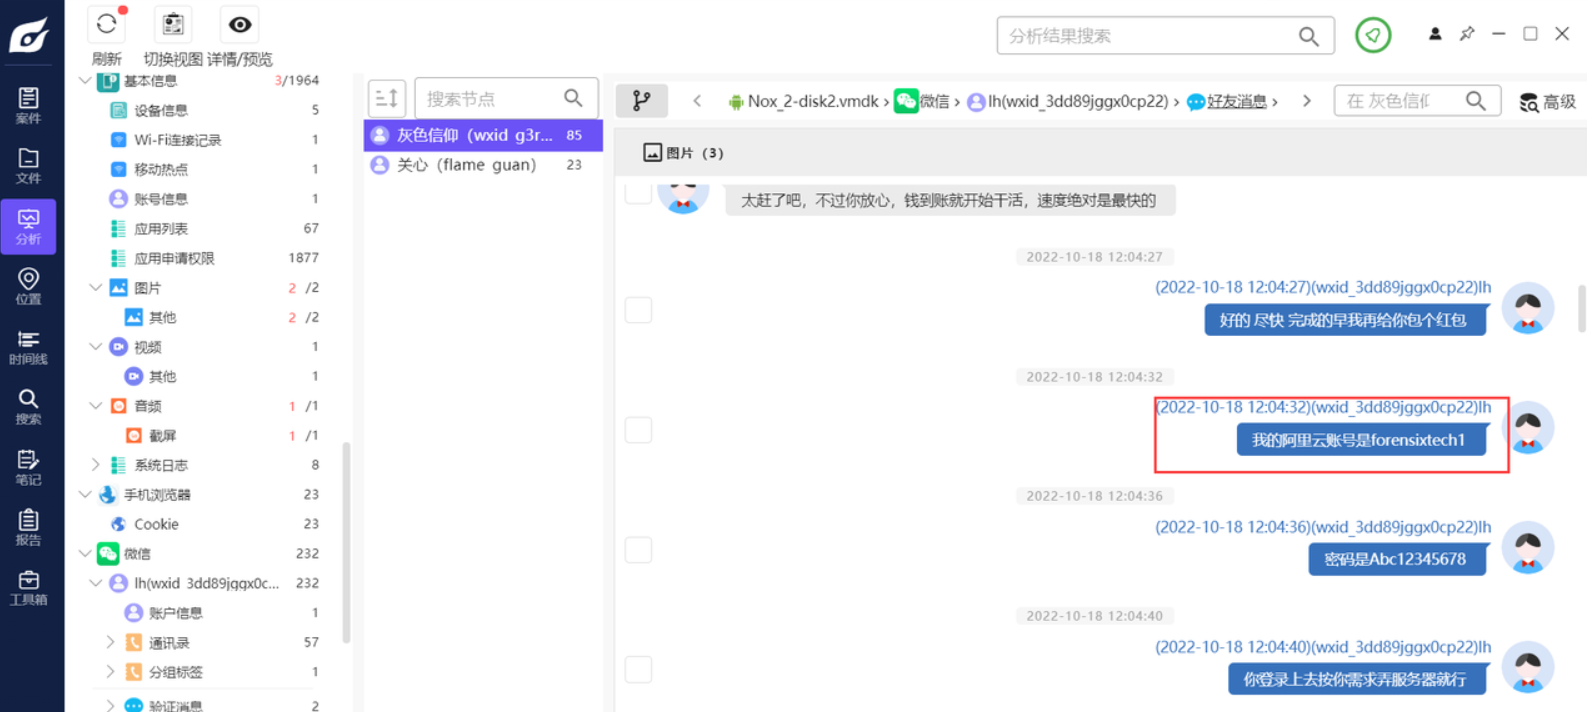 刷新
切换视图
详情/预览
分析结果搜索
案件
文件
分析
位置
时间线
搜索
笔记
报告
工具箱
基本信息 3/1964
设备信息 5
Wi-Fi连接记录 1
移动热点 1
账号信息 1
应用列表 67
应用申请权限 1877
图片 2 /2
其他 2 /2
视频 1
其他 1
音频 1 /1
截屏 1 /1
系统日志 8
手机浏览器 23
Cookie 23
微信 232
lh(wxid_3dd89jggx0c... 232
账户信息 1
通讯录 57
分组标签 1
验证消息 2
搜索节点
灰色信仰（wxid_g3r... 85
关心（flame_guan） 23
Nox_2-disk2.vmdk › 微信 › lh(wxid_3dd89jggx0cp22) › 好友消息 ›
在 灰色信仰
高级
图片（3）
太赶了吧，不过你放心，钱到账就开始干活，速度绝对是最快的
2022-10-18 12:04:27
(2022-10-18 12:04:27)(wxid_3dd89jggx0cp22)lh
好的 尽快 完成的早我再给你包个红包
2022-10-18 12:04:32
(2022-10-18 12:04:32)(wxid_3dd89jggx0cp22)lh
我的阿里云账号是forensixtech1
2022-10-18 12:04:36
(2022-10-18 12:04:36)(wxid_3dd89jggx0cp22)lh
密码是Abc12345678
2022-10-18 12:04:40
(2022-10-18 12:04:40)(wxid_3dd89jggx0cp22)lh
你登录上去按你需求弄服务器就行